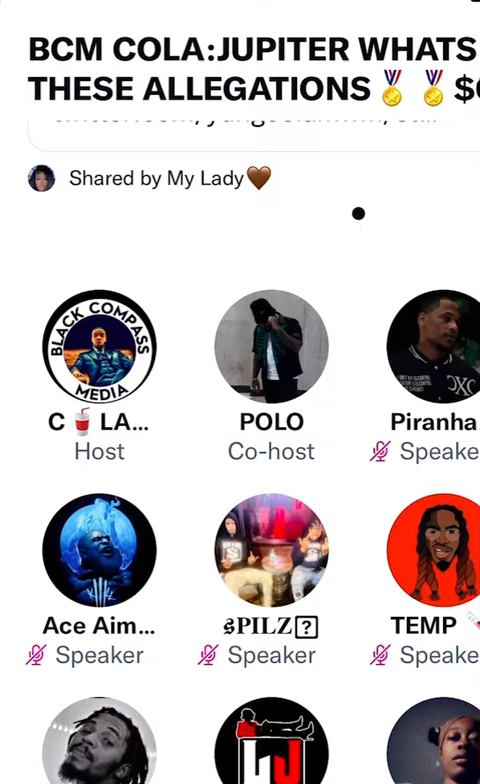 BCM COLA:JUPITER WHATS
THESE ALLEGATIONS🏅🏅$
Shared by My Lady🤎
BLACK COMPASS
MEDIA
C🥤LA...
POLO
Piranha
Host
Co-host
Speake
Ace Aim...
𝕾𝐏𝐈𝐋𝐙
TEMP
Speaker
Speaker
Speake